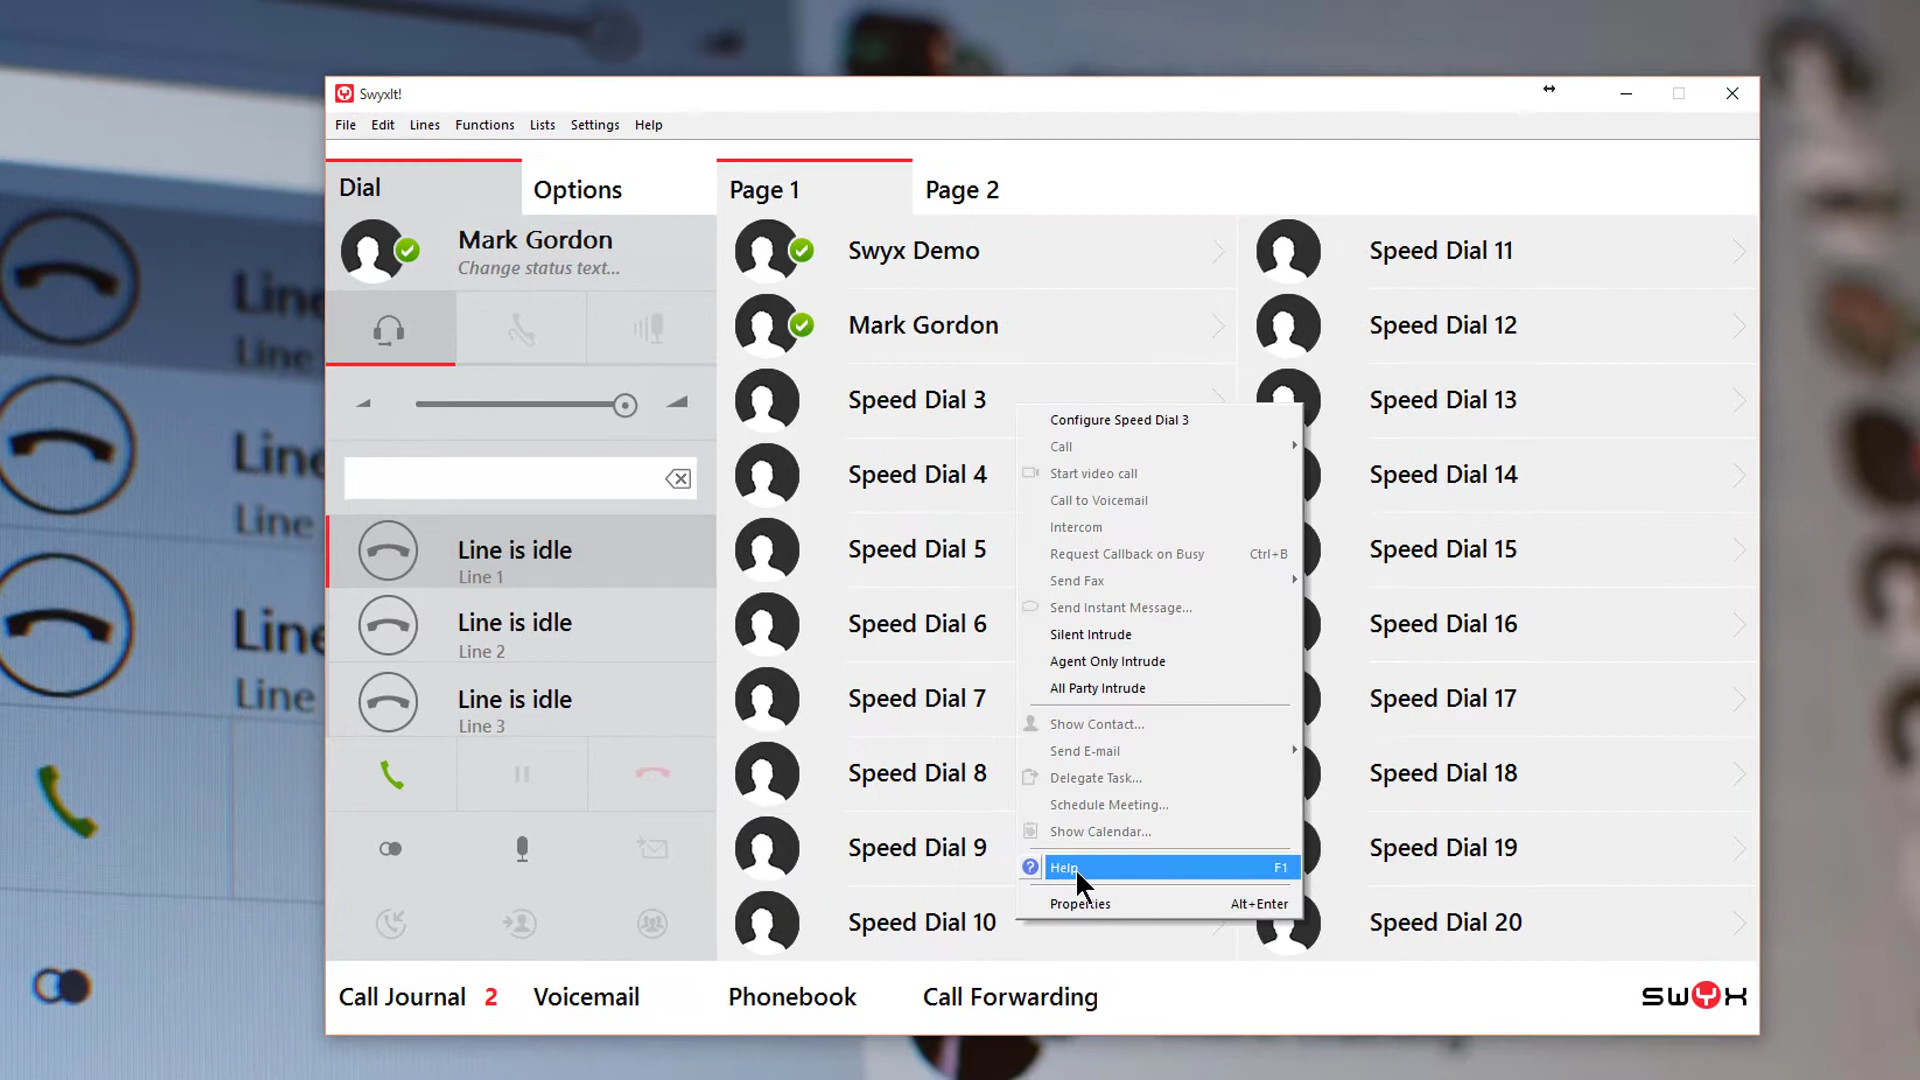 SwyxIt!
File Edit Lines Functions Lists Settings Help
Dial
Options
Page 1
Page 2
Mark Gordon
Change status text...
Line is idle
Line 1
Line is idle
Line 2
Line is idle
Line 3
Swyx Demo
Mark Gordon
Speed Dial 3
Speed Dial 4
Speed Dial 5
Speed Dial 6
Speed Dial 7
Speed Dial 8
Speed Dial 9
Speed Dial 10
Configure Speed Dial 3
Call
Start video call
Call to Voicemail
Intercom
Request Callback on Busy Ctrl+B
Send Fax
Send Instant Message...
Silent Intrude
Agent Only Intrude
All Party Intrude
Show Contact...
Send E-mail
Delegate Task...
Schedule Meeting...
Show Calendar...
Help F1
Properties Alt+Enter
Speed Dial 11
Speed Dial 12
Speed Dial 13
Speed Dial 14
Speed Dial 15
Speed Dial 16
Speed Dial 17
Speed Dial 18
Speed Dial 19
Speed Dial 20
Call Journal 2
Voicemail
Phonebook
Call Forwarding
swyx
Line
Line
Line
Line
Line
Line